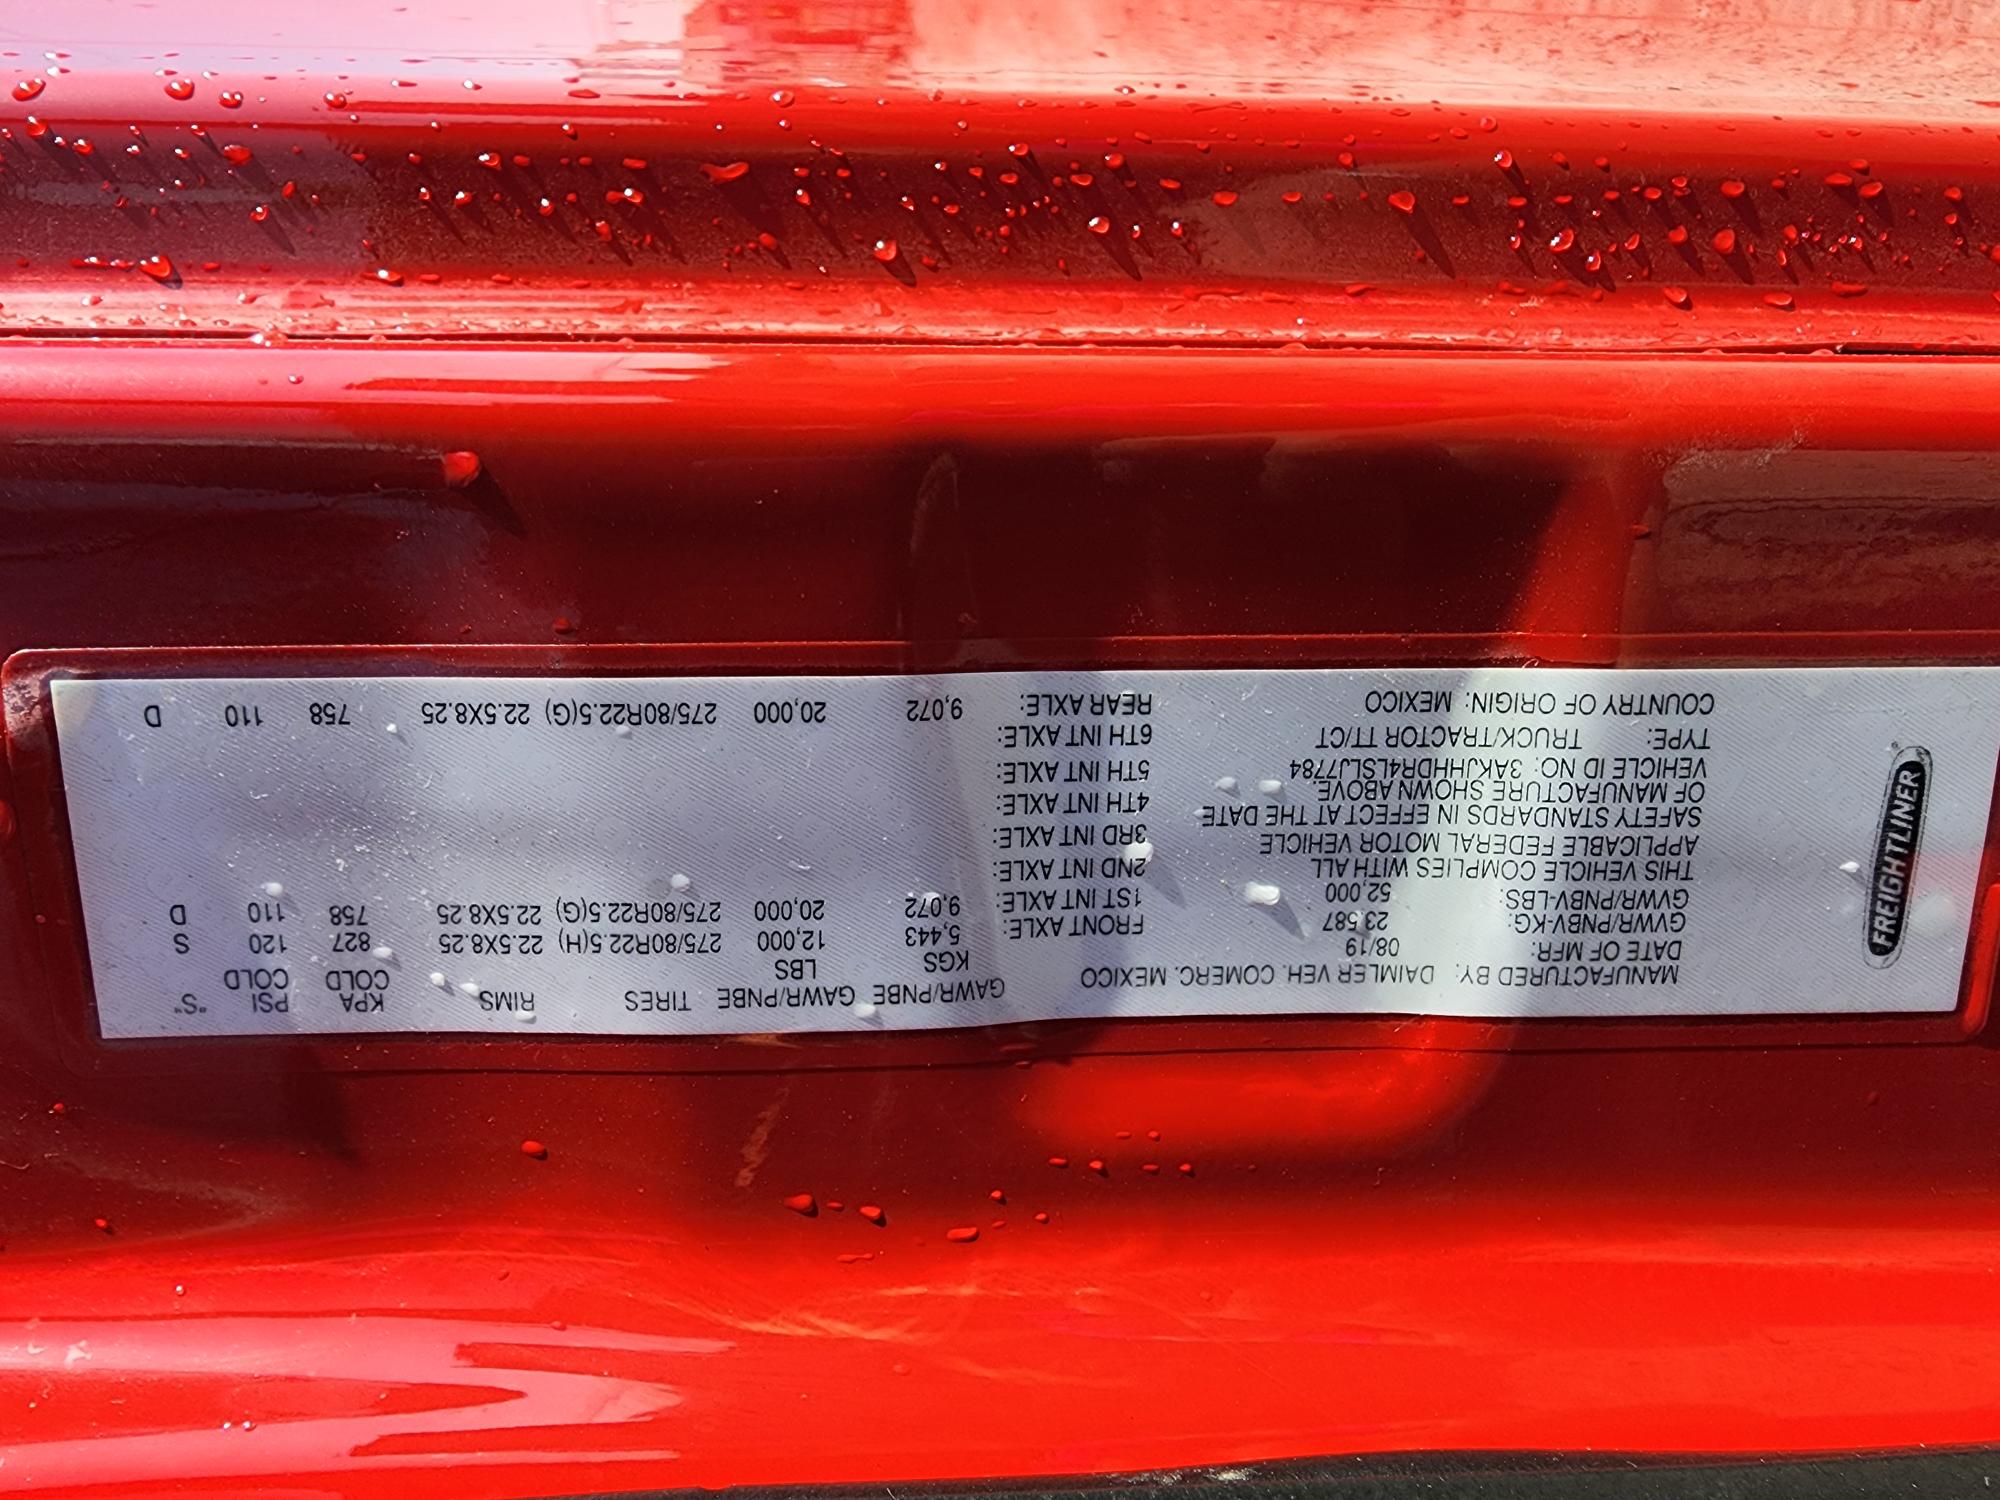 FREIGHTLINER
MANUFACTURED BY: DAIMLER VEH. COMERC. MEXICO
DATE OF MFR: 08/19
GVWR/PNBV-KG: 23,587
GVWR/PNBV-LBS: 52,000
THIS VEHICLE COMPLIES WITH ALL
APPLICABLE FEDERAL MOTOR VEHICLE
SAFETY STANDARDS IN EFFECT AT THE DATE
OF MANUFACTURE SHOWN ABOVE.
VEHICLE ID NO: 3AKJHHDR4LSLJ7784
TYPE: TRUCK/TRACTOR TT/CT
COUNTRY OF ORIGIN: MEXICO
GAWR/PNBE GAWR/PNBE TIRES RIMS KPA PSI "S"
KGS LBS COLD COLD
FRONT AXLE: 5,443 12,000 275/80R22.5(H) 22.5X8.25 827 120 S
1ST INT AXLE: 9,072 20,000 275/80R22.5(G) 22.5X8.25 758 110 D
2ND INT AXLE:
3RD INT AXLE:
4TH INT AXLE:
5TH INT AXLE:
6TH INT AXLE:
REAR AXLE: 9,072 20,000 275/80R22.5(G) 22.5X8.25 758 110 D